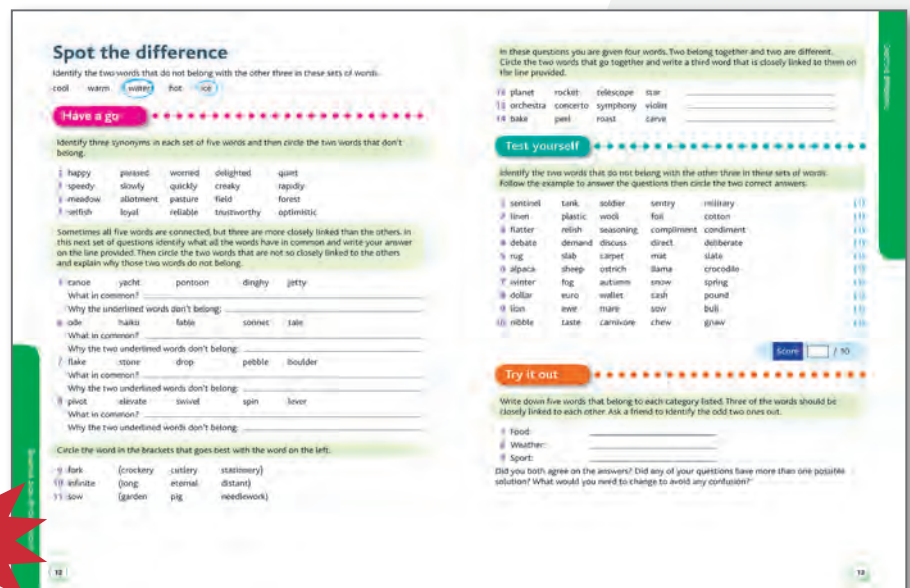 Spot the difference
Identify the two words that do not belong with the other three in these sets of words.
cool warm water hot ice
Have a go
Identify three synonyms in each set of five words and then circle the two words that don't
belong.
1 happy pleased worried delighted quiet
2 speedy slowly quickly creaky rapidly
3 meadow allotment pasture field forest
4 selfish loyal reliable trustworthy optimistic
Sometimes all five words are connected, but three are more closely linked than the others. In
this next set of questions identify what all the words have in common and write your answer
on the line provided. Then circle the two words that are not so closely linked to the others
and explain why those two words do not belong.
5 canoe yacht pontoon dinghy jetty
What in common?
Why the underlined words don't belong:
6 ode haiku fable sonnet tale
What in common?
Why the two underlined words don't belong:
7 flake stone drop pebble boulder
What in common?
Why the two underlined words don't belong:
8 pivot elevate swivel spin lever
What in common?
Why the two underlined words don't belong:
Circle the word in the brackets that goes best with the word on the left.
9 fork (crockery cutlery stationery)
10 infinite (long eternal distant)
11 sow (garden pig needlework)
12
In these questions you are given four words. Two belong together and two are different.
Circle the two words that go together and write a third word that is closely linked to them on
the line provided.
12 planet rocket telescope star
13 orchestra concerto symphony violin
14 bake peel roast carve
Test yourself
Identify the two words that do not belong with the other three in these sets of words.
Follow the example to answer the questions then circle the two correct answers.
1 sentinel tank soldier sentry military (1)
2 linen plastic wool foil cotton (1)
3 flatter relish seasoning compliment condiment (1)
4 debate demand discuss direct deliberate (1)
5 rug slab carpet mat slate (1)
6 alpaca sheep ostrich llama crocodile (1)
7 winter fog autumn snow spring (1)
8 dollar euro wallet cash pound (1)
9 lion ewe mare sow bull (1)
10 nibble taste carnivore chew gnaw (1)
Score / 10
Try it out
Write down five words that belong to each category listed. Three of the words should be
closely linked to each other. Ask a friend to identify the odd two ones out.
1 Food:
2 Weather:
3 Sport:
Did you both agree on the answers? Did any of your questions have more than one possible
solution? What would you need to change to avoid any confusion?
13